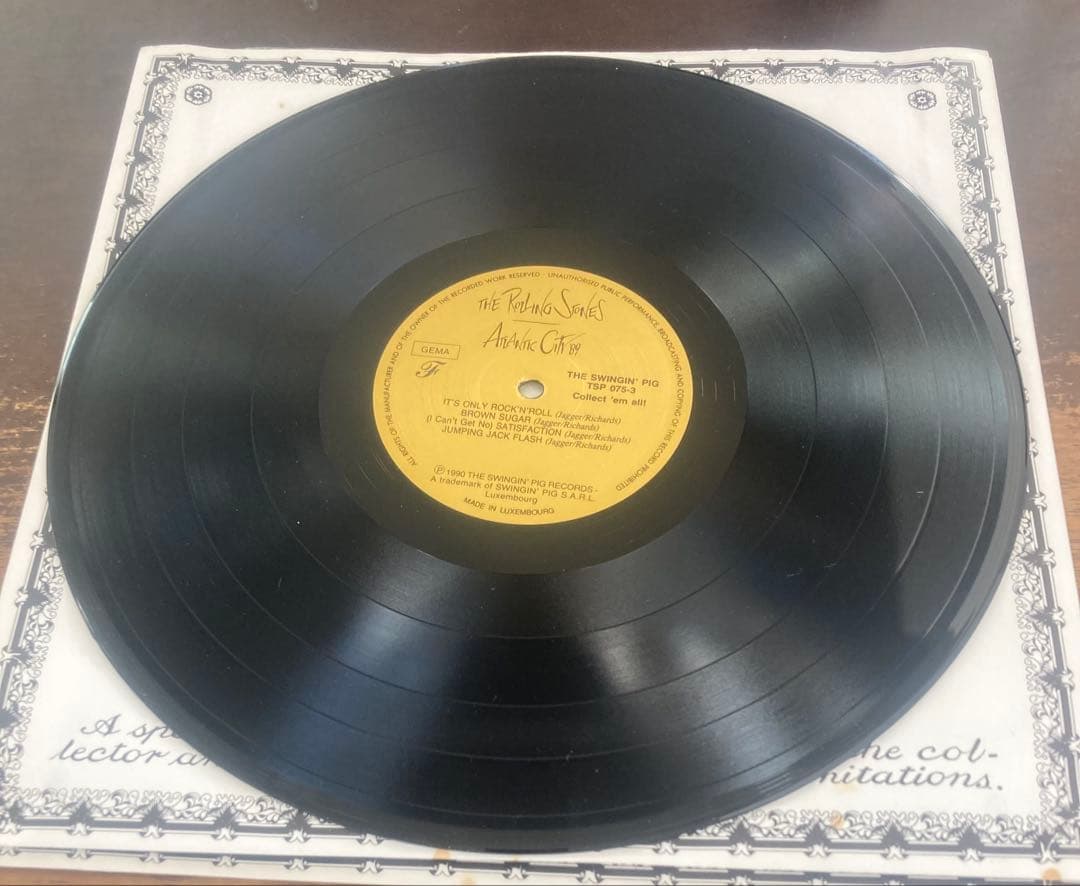 ALL RIGHTS OF THE MANUFACTURER AND OF THE OWNER OF THE RECORDED WORK RESERVED · UNAUTHORISED PUBLIC PERFORMANCE, BROADCASTING AND COPYING OF THIS RECORD PROHIBITED
THE ROLLING STONES
ATLANTIC CITY '89
GEMA
F
THE SWINGIN' PIG
TSP 075-3
Collect 'em all!
IT'S ONLY ROCK'N'ROLL (Jagger/Richards)
BROWN SUGAR (Jagger/Richards)
(I Can't Get No) SATISFACTION (Jagger/Richards)
JUMPING JACK FLASH (Jagger/Richards)
℗ 1990 THE SWINGIN' PIG RECORDS -
A trademark of SWINGIN' PIG S.A.R.L.
Luxembourg
MADE IN LUXEMBOURG
A col-
lector